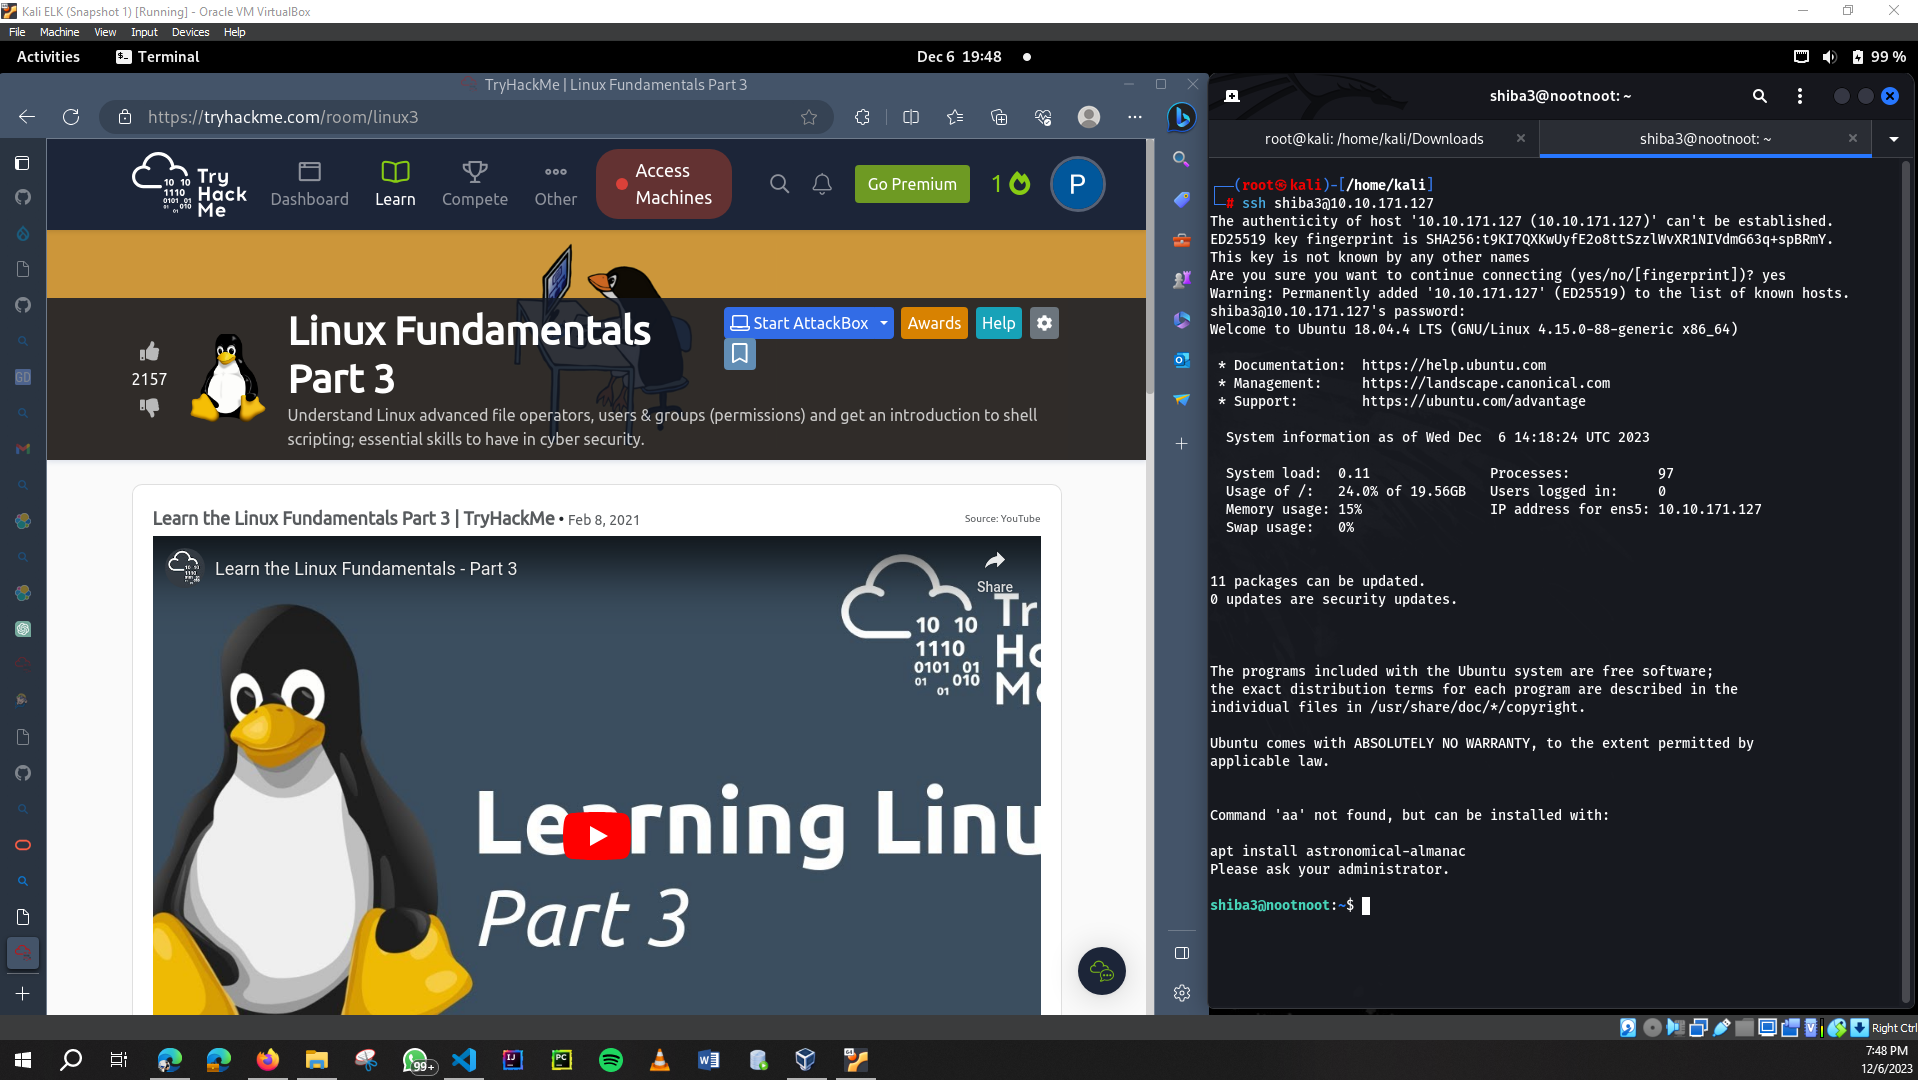 Kali ELK (Snapshot 1) [Running] - Oracle VM VirtualBox
File Machine View Input Devices Help
Activities Terminal Dec 6 19:48 99 %
TryHackMe | Linux Fundamentals Part 3
https://tryhackme.com/room/linux3
Try Hack Me
Dashboard Learn Compete Other
Access Machines
Go Premium 1 P
Linux Fundamentals Part 3
2157
Start AttackBox Awards Help
Understand Linux advanced file operators, users & groups (permissions) and get an introduction to shell
scripting; essential skills to have in cyber security.
Learn the Linux Fundamentals Part 3 | TryHackMe • Feb 8, 2021 Source: YouTube
Learn the Linux Fundamentals - Part 3
Share
10 10
1110
0101 01
01 010
01
Part 3
shiba3@nootnoot: ~
root@kali: /home/kali/Downloads
shiba3@nootnoot: ~
(root㉿kali)-[/home/kali]
# ssh shiba3@10.10.171.127
The authenticity of host '10.10.171.127 (10.10.171.127)' can't be established.
ED25519 key fingerprint is SHA256:t9KI7QXKwUyfE2o8ttSzzlWvXR1NIVdmG63q+spBRmY.
This key is not known by any other names
Are you sure you want to continue connecting (yes/no/[fingerprint])? yes
Warning: Permanently added '10.10.171.127' (ED25519) to the list of known hosts.
shiba3@10.10.171.127's password:
Welcome to Ubuntu 18.04.4 LTS (GNU/Linux 4.15.0-88-generic x86_64)
* Documentation: https://help.ubuntu.com
* Management: https://landscape.canonical.com
* Support: https://ubuntu.com/advantage
System information as of Wed Dec 6 14:18:24 UTC 2023
System load: 0.11 Processes: 97
Usage of /: 24.0% of 19.56GB Users logged in: 0
Memory usage: 15% IP address for ens5: 10.10.171.127
Swap usage: 0%
11 packages can be updated.
0 updates are security updates.
The programs included with the Ubuntu system are free software;
the exact distribution terms for each program are described in the
individual files in /usr/share/doc/*/copyright.
Ubuntu comes with ABSOLUTELY NO WARRANTY, to the extent permitted by
applicable law.
Command 'aa' not found, but can be installed with:
apt install astronomical-almanac
Please ask your administrator.
shiba3@nootnoot:~$
Right Ctrl
99+
7:48 PM
12/6/2023